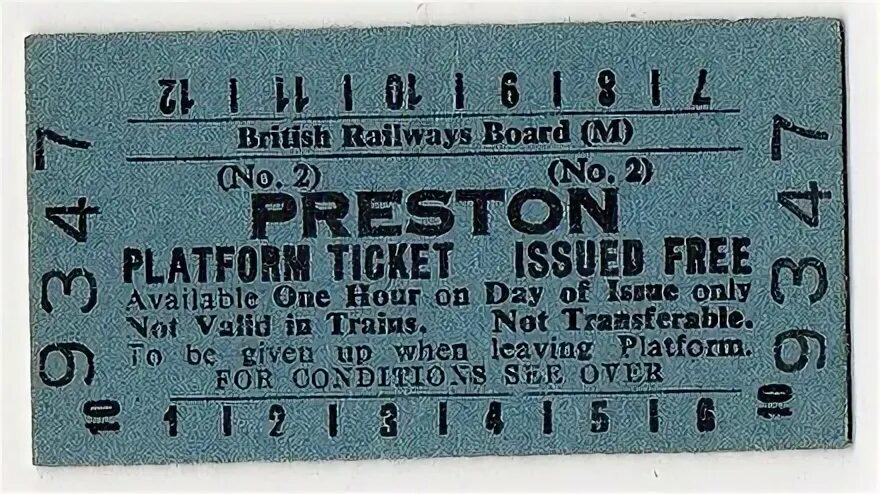 7 | 8 | 9 | 10 | 11 | 12
British Railways Board (M)
(No. 2) (No. 2)
PRESTON
PLATFORM TICKET ISSUED FREE
Available One Hour on Day of Issue only
Not Valid in Trains. Not Transferable.
To be given up when leaving Platform.
FOR CONDITIONS SEE OVER
1 | 2 | 3 | 4 | 5 | 6
9347
10
9347
10